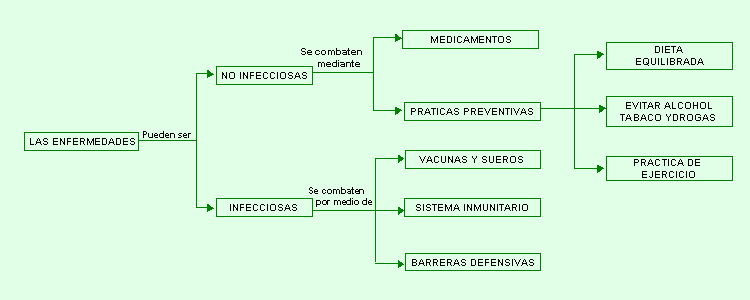 LAS ENFERMEDADES
Pueden ser
NO INFECCIOSAS
Se combaten
mediante
MEDICAMENTOS
PRATICAS PREVENTIVAS
DIETA
EQUILIBRADA
EVITAR ALCOHOL
TABACO YDROGAS
PRACTICA DE
EJERCICIO
INFECCIOSAS
Se combaten
por medio de
VACUNAS Y SUEROS
SISTEMA INMUNITARIO
BARRERAS DEFENSIVAS